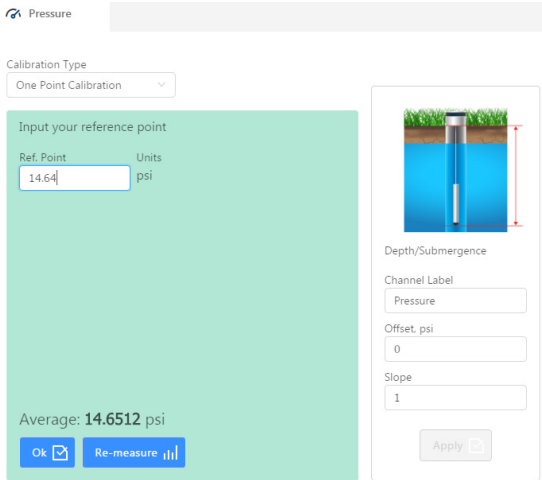 Pressure
Calibration Type
One Point Calibration
Input your reference point
Ref. Point Units
14.64 psi
Average: 14.6512 psi
Ok Re-measure
Depth/Submergence
Channel Label
Pressure
Offset, psi
0
Slope
1
Apply